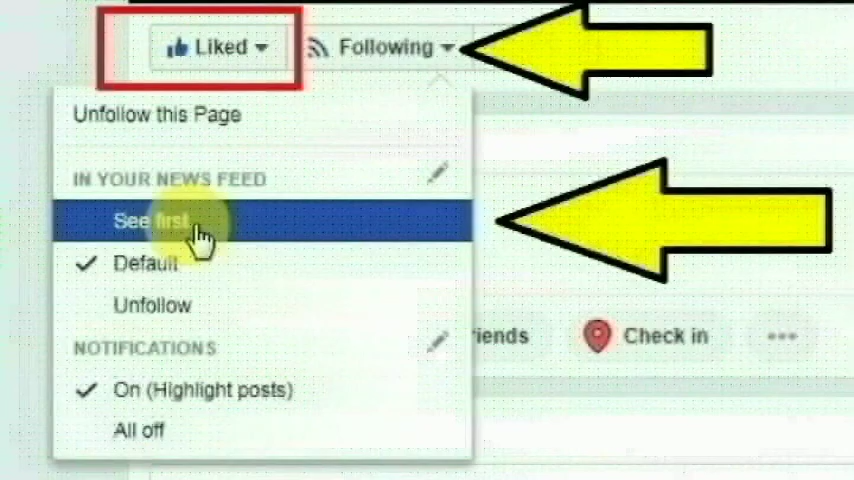 Liked Following
Unfollow this Page
IN YOUR NEWS FEED
See first
Default
Unfollow
riends Check in
NOTIFICATIONS
On (Highlight posts)
All off